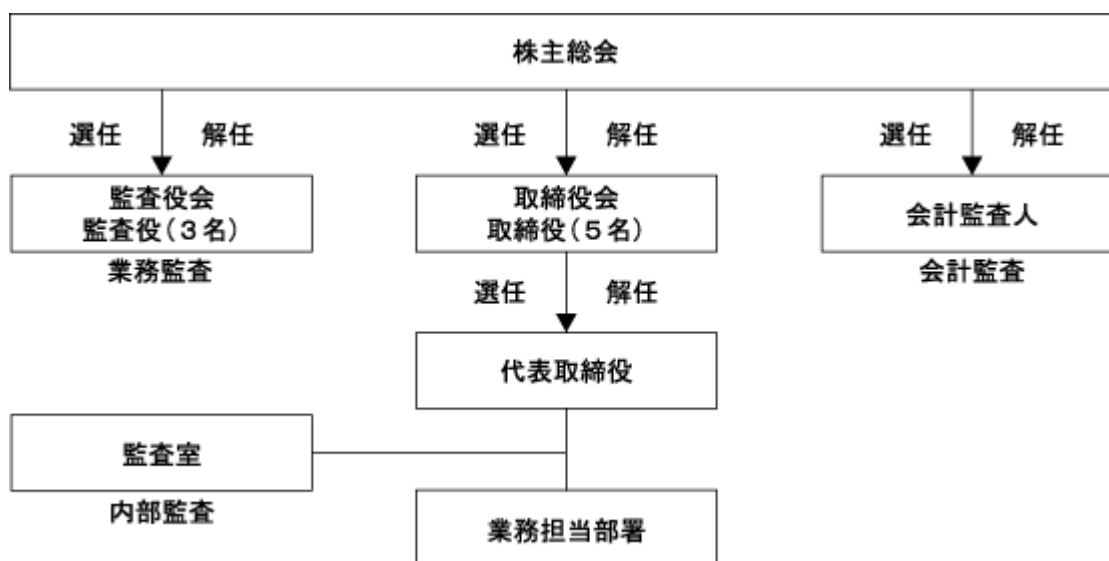 株主総会
選任 解任 選任 解任 選任 解任
監査役会
監査役(3名)
業務監査
取締役会
取締役(5名)
会計監査人
会計監査
選任 解任
代表取締役
監査室
内部監査
業務担当部署